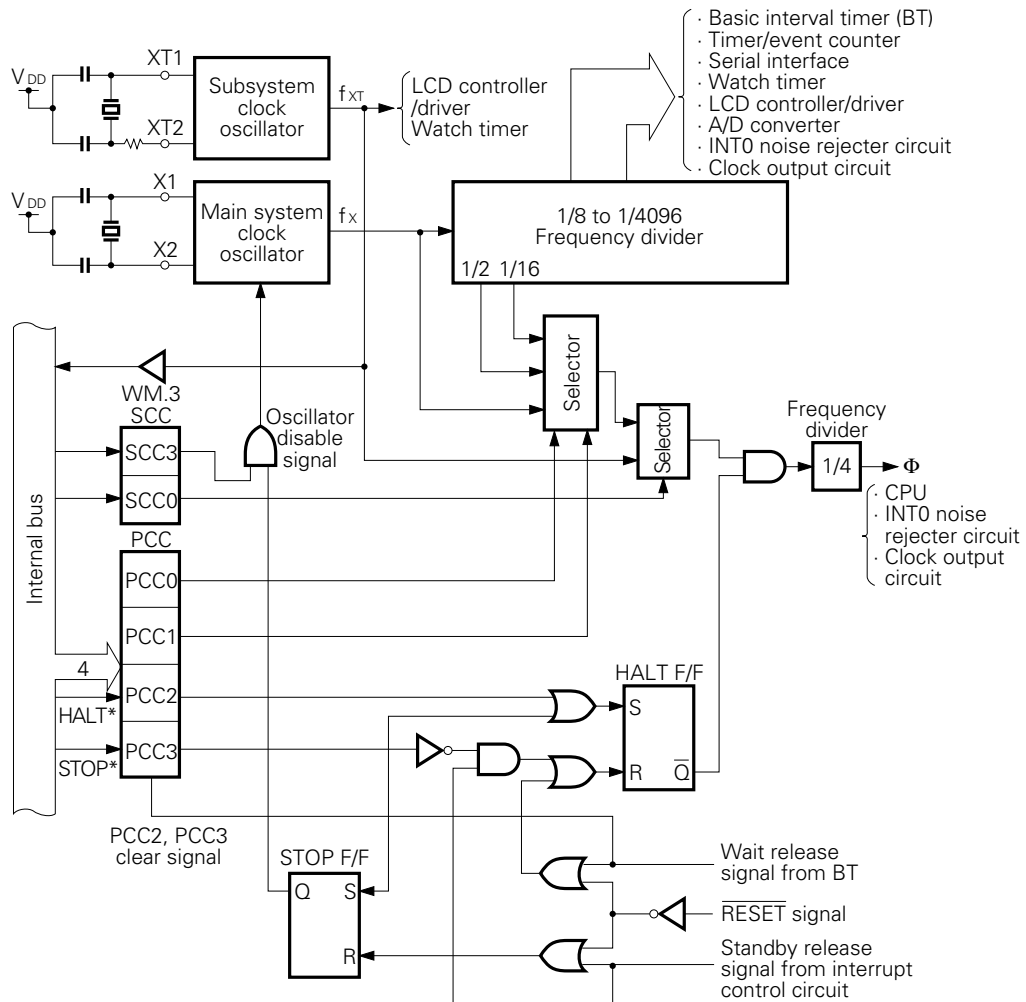 · Basic interval timer (BT)
· Timer/event counter
· Serial interface
· Watch timer
· LCD controller/driver
· A/D converter
· INT0 noise rejecter circuit
· Clock output circuit
VDD
XT1
XT2
Subsystem
clock
oscillator
fXT
LCD controller
/driver
Watch timer
VDD
X1
X2
Main system
clock
oscillator
fX
1/8 to 1/4096
Frequency divider
1/2 1/16
Selector
Selector
WM.3
SCC
SCC3
SCC0
Oscillator
disable
signal
Frequency
divider
1/4
Φ
· CPU
· INT0 noise
rejecter circuit
· Clock output
circuit
Internal bus
PCC
PCC0
PCC1
4
PCC2
HALT*
PCC3
STOP*
HALT F/F
S
R
Q̅
PCC2, PCC3
clear signal
STOP F/F
Q
S
R
Wait release
signal from BT
R̅E̅S̅E̅T̅ signal
Standby release
signal from interrupt
control circuit